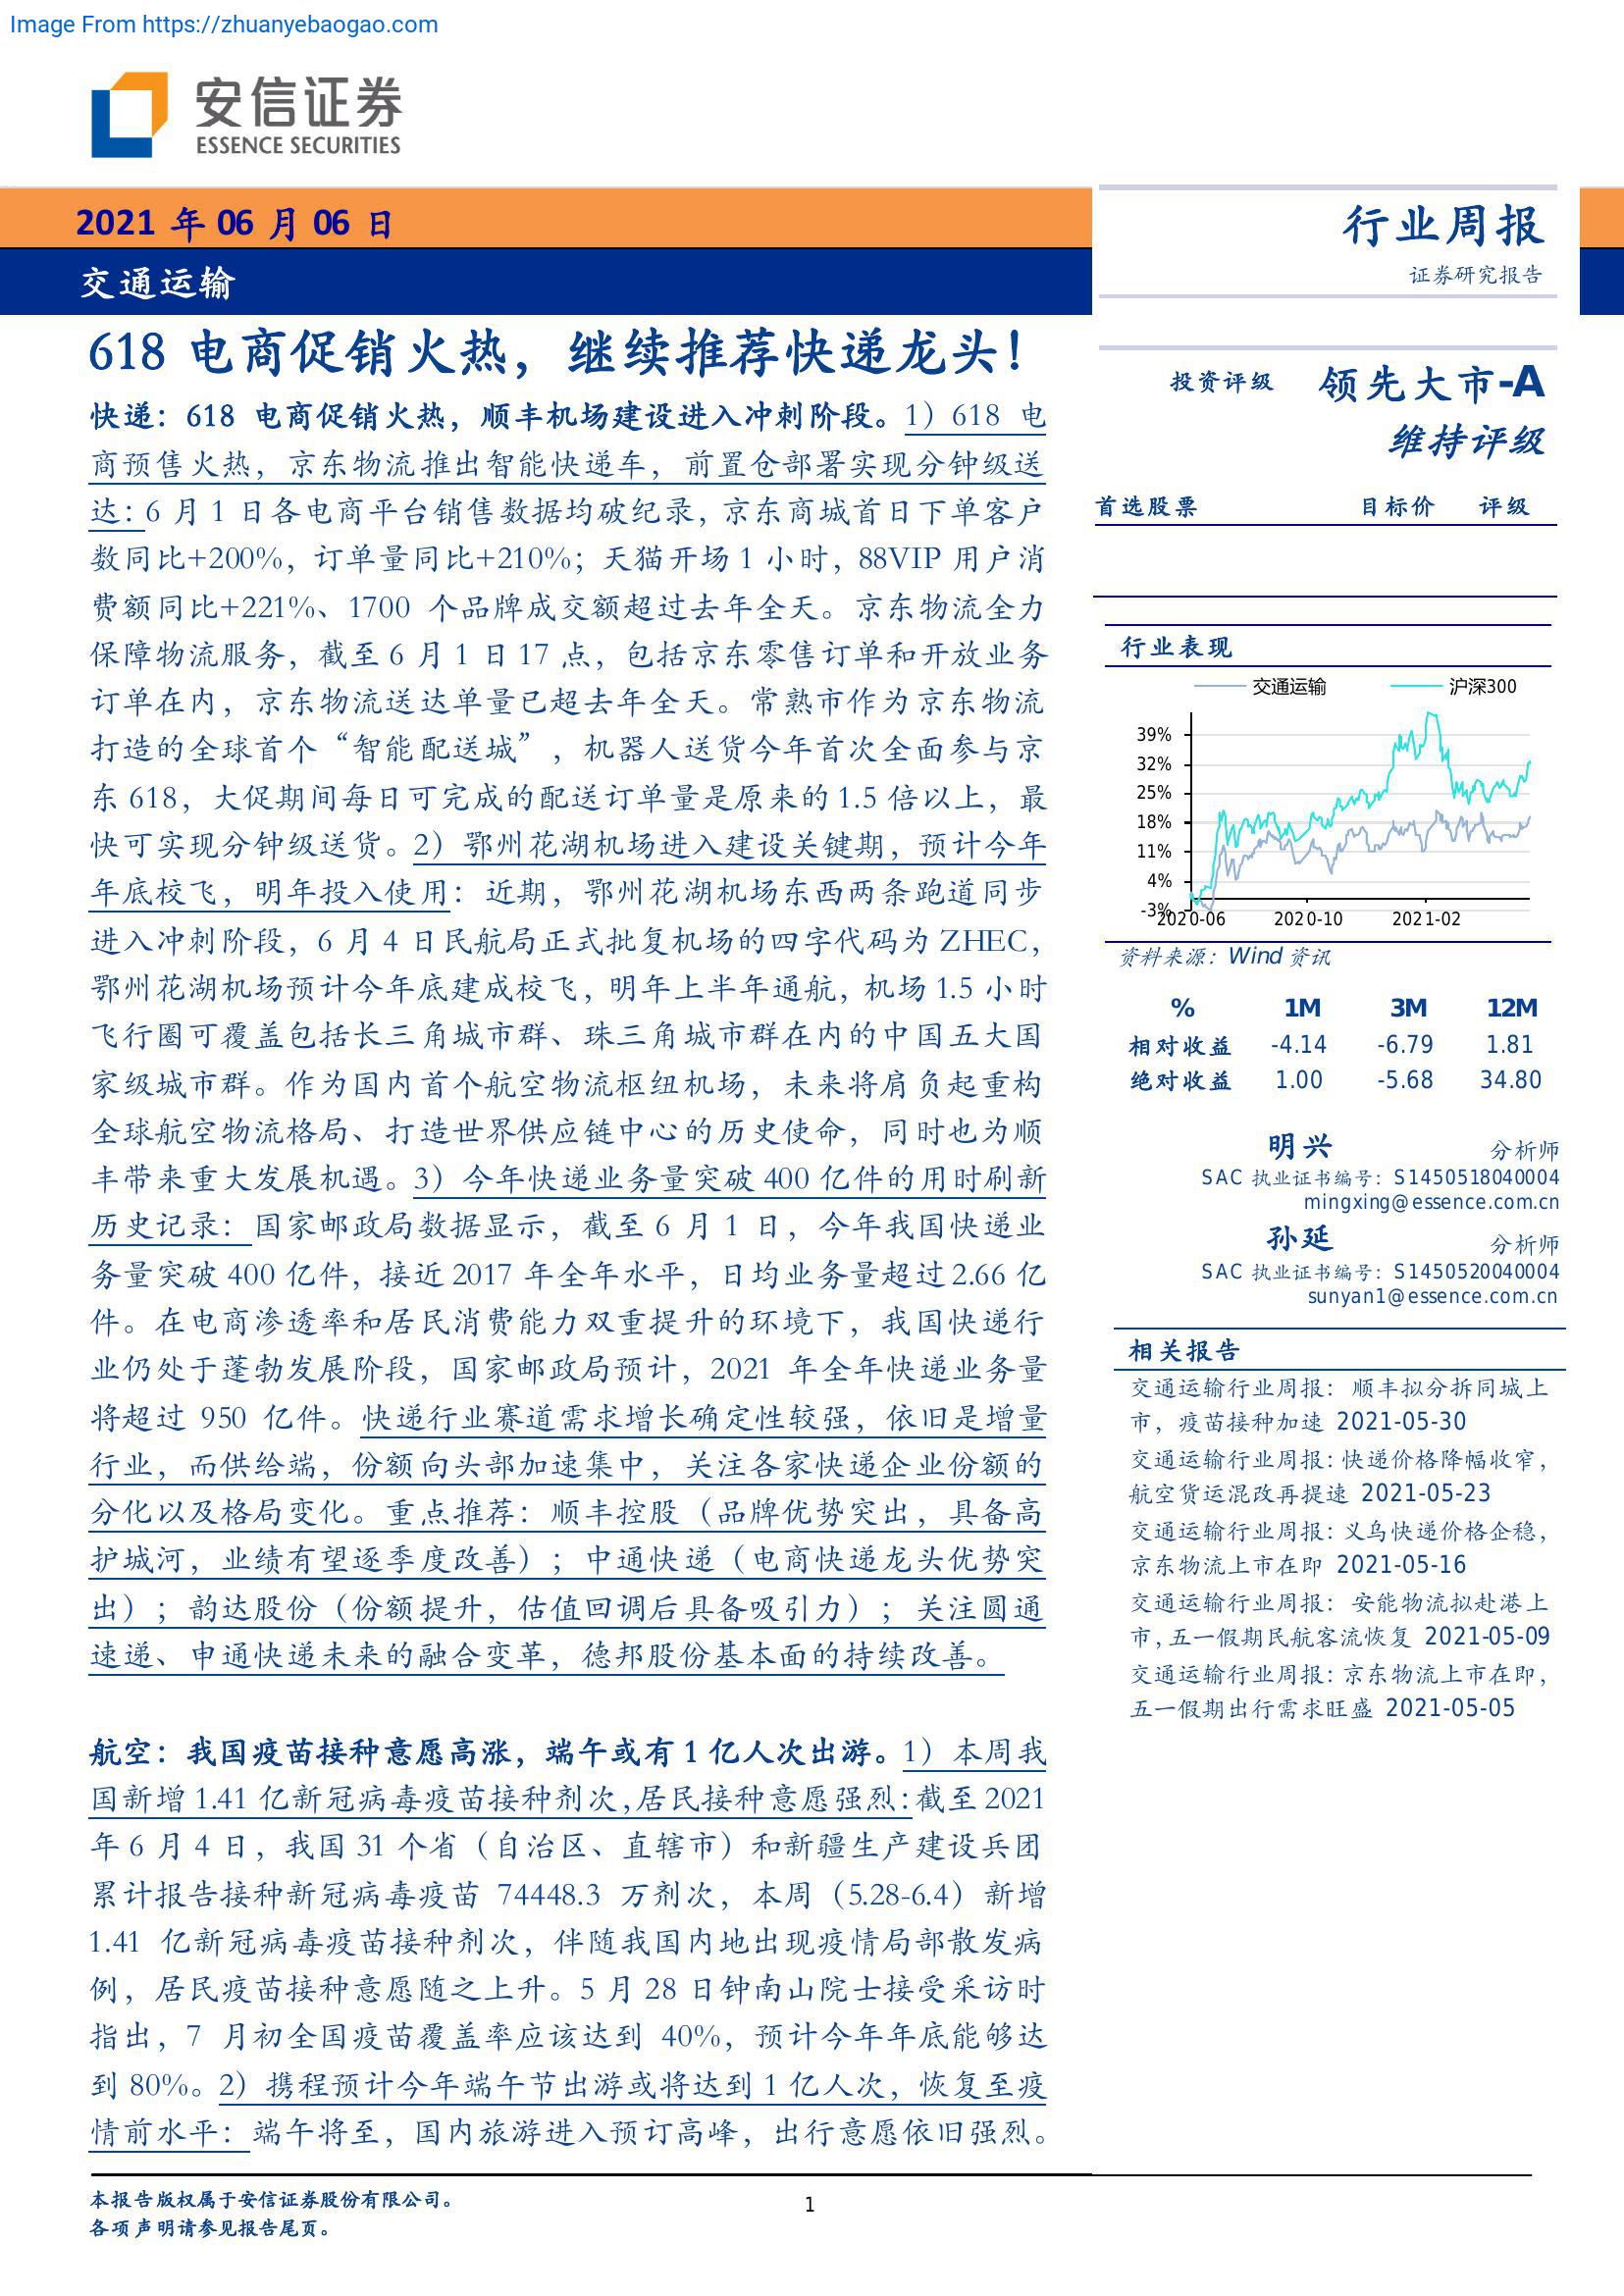 Image From https://zhuanyebaogao.com
安信证券
ESSENCE SECURITIES
2021 年 06 月 06 日
交通运输
行业周报
证券研究报告
618 电商促销火热，继续推荐快递龙头！
快递：618 电商促销火热，顺丰机场建设进入冲刺阶段。1）618 电
商预售火热，京东物流推出智能快递车，前置仓部署实现分钟级送
达：6 月 1 日各电商平台销售数据均破纪录，京东商城首日下单客户
数同比+200%，订单量同比+210%；天猫开场 1 小时，88VIP 用户消
费额同比+221%、1700 个品牌成交额超过去年全天。京东物流全力
保障物流服务，截至 6 月 1 日 17 点，包括京东零售订单和开放业务
订单在内，京东物流送达单量已超去年全天。常熟市作为京东物流
打造的全球首个“智能配送城”，机器人送货今年首次全面参与京
东 618，大促期间每日可完成的配送订单量是原来的 1.5 倍以上，最
快可实现分钟级送货。2）鄂州花湖机场进入建设关键期，预计今年
年底校飞，明年投入使用：近期，鄂州花湖机场东西两条跑道同步
进入冲刺阶段，6 月 4 日民航局正式批复机场的四字代码为 ZHEC，
鄂州花湖机场预计今年底建成校飞，明年上半年通航，机场 1.5 小时
飞行圈可覆盖包括长三角城市群、珠三角城市群在内的中国五大国
家级城市群。作为国内首个航空物流枢纽机场，未来将肩负起重构
全球航空物流格局、打造世界供应链中心的历史使命，同时也为顺
丰带来重大发展机遇。3）今年快递业务量突破 400 亿件的用时刷新
历史记录：国家邮政局数据显示，截至 6 月 1 日，今年我国快递业
务量突破 400 亿件，接近 2017 年全年水平，日均业务量超过 2.66 亿
件。在电商渗透率和居民消费能力双重提升的环境下，我国快递行
业仍处于蓬勃发展阶段，国家邮政局预计，2021 年全年快递业务量
将超过 950 亿件。快递行业赛道需求增长确定性较强，依旧是增量
行业，而供给端，份额向头部加速集中，关注各家快递企业份额的
分化以及格局变化。重点推荐：顺丰控股（品牌优势突出，具备高
护城河，业绩有望逐季度改善）；中通快递（电商快递龙头优势突
出）；韵达股份（份额提升，估值回调后具备吸引力）；关注圆通
速递、申通快递未来的融合变革，德邦股份基本面的持续改善。
航空：我国疫苗接种意愿高涨，端午或有 1 亿人次出游。1）本周我
国新增 1.41 亿新冠病毒疫苗接种剂次，居民接种意愿强烈：截至 2021
年 6 月 4 日，我国 31 个省（自治区、直辖市）和新疆生产建设兵团
累计报告接种新冠病毒疫苗 74448.3 万剂次，本周（5.28-6.4）新增
1.41 亿新冠病毒疫苗接种剂次，伴随我国内地出现疫情局部散发病
例，居民疫苗接种意愿随之上升。5 月 28 日钟南山院士接受采访时
指出，7 月初全国疫苗覆盖率应该达到 40%，预计今年年底能够达
到 80%。2）携程预计今年端午节出游或将达到 1 亿人次，恢复至疫
情前水平：端午将至，国内旅游进入预订高峰，出行意愿依旧强烈。
投资评级 领先大市-A
维持评级
首选股票 目标价 评级
行业表现
交通运输 沪深300
39%
32%
25%
18%
11%
4%
-3%
2020-06 2020-10 2021-02
资料来源：Wind 资讯
% 1M 3M 12M
相对收益 -4.14 -6.79 1.81
绝对收益 1.00 -5.68 34.80
明兴 分析师
SAC 执业证书编号：S1450518040004
mingxing@essence.com.cn
孙延 分析师
SAC 执业证书编号：S1450520040004
sunyan1@essence.com.cn
相关报告
交通运输行业周报：顺丰拟分拆同城上
市，疫苗接种加速 2021-05-30
交通运输行业周报：快递价格降幅收窄，
航空货运混改再提速 2021-05-23
交通运输行业周报：义乌快递价格企稳，
京东物流上市在即 2021-05-16
交通运输行业周报：安能物流拟赴港上
市，五一假期民航客流恢复 2021-05-09
交通运输行业周报：京东物流上市在即，
五一假期出行需求旺盛 2021-05-05
本报告版权属于安信证券股份有限公司。
各项声明请参见报告尾页。
1